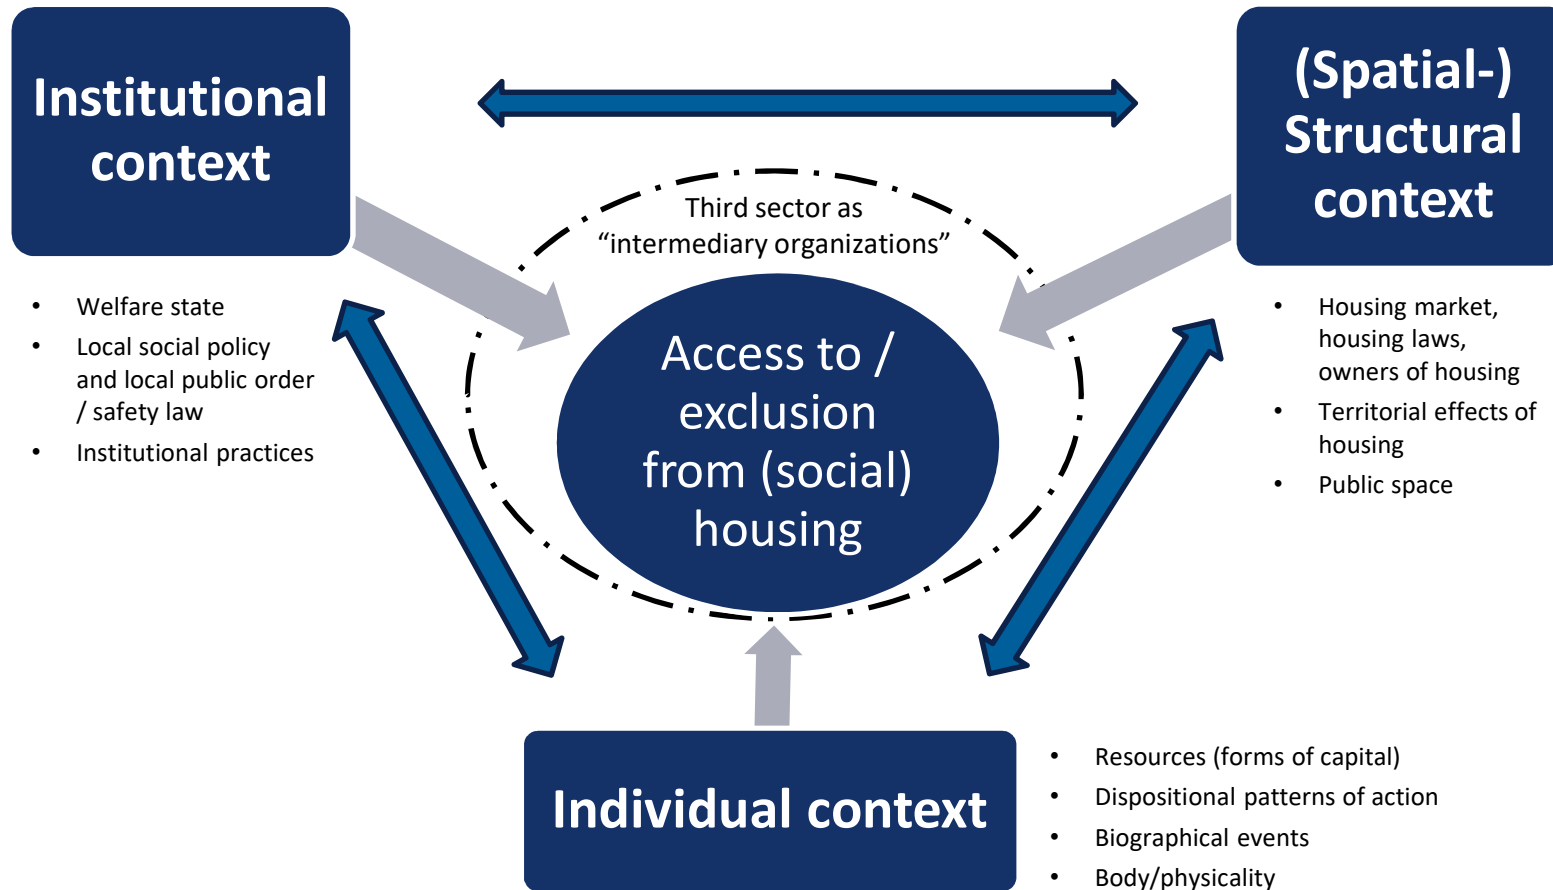 Institutional
context
(Spatial-)
Structural
context
Third sector as
“intermediary organizations”
• Welfare state
• Local social policy
and local public order
/ safety law
• Institutional practices
Access to /
exclusion
from (social)
housing
• Housing market,
housing laws,
owners of housing
• Territorial effects of
housing
• Public space
Individual context
• Resources (forms of capital)
• Dispositional patterns of action
• Biographical events
• Body/physicality